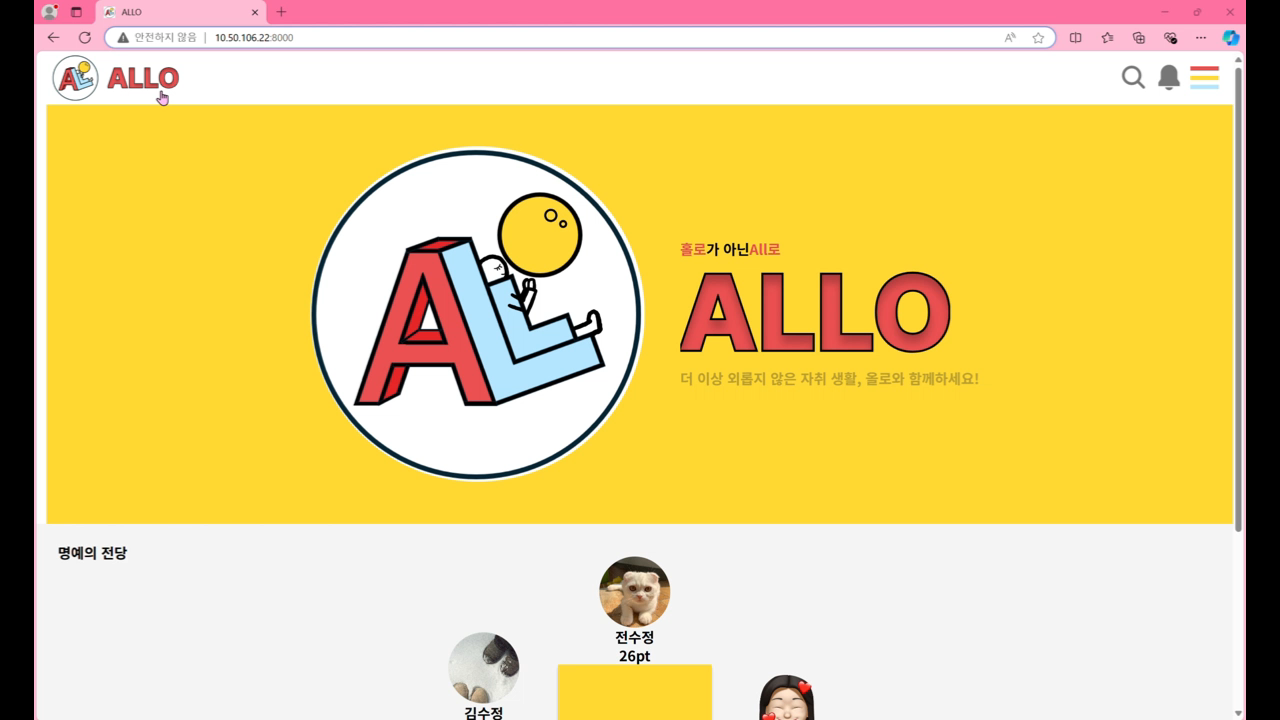 ALLO
안전하지 않음
10.50.106.22:8000
ALL
ALLO
ALL
홀로가 아닌All로
ALLO
더 이상 외롭지 않은 자취 생활, 올로와 함께하세요!
명예의 전당
전수정
26pt
김수정